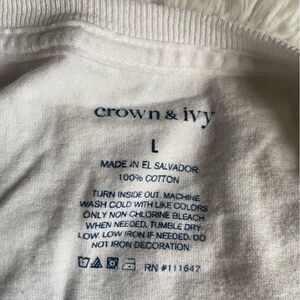 crown & ivy
L
MADE IN EL SALVADOR
100% COTTON
TURN INSIDE OUT. MACHINE
WASH COLD WITH LIKE COLORS
ONLY NON-CHLORINE BLEACH
WHEN NEEDED. TUMBLE DRY
LOW. LOW IRON IF NEEDED. DO
NOT IRON DECORATION.
RN #111647